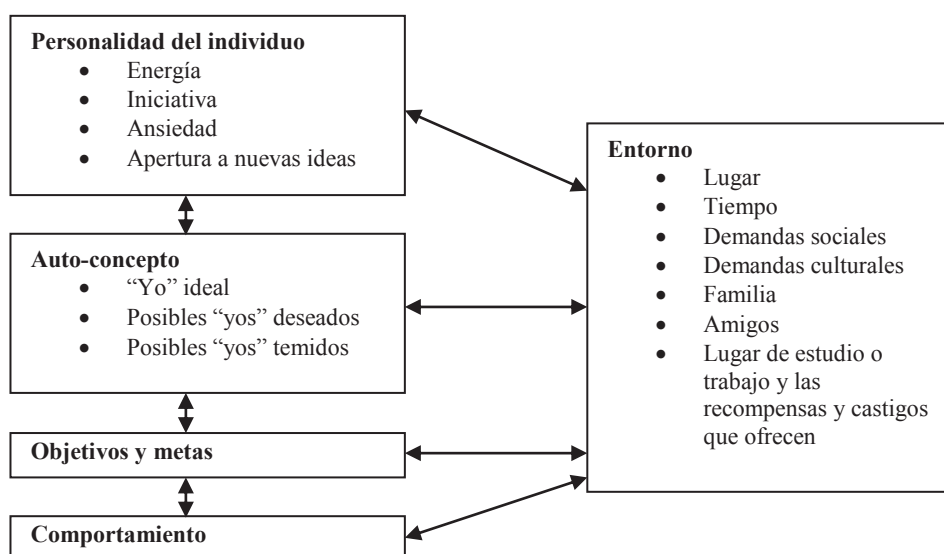 Personalidad del individuo
• Energía
• Iniciativa
• Ansiedad
• Apertura a nuevas ideas
Auto-concepto
• “Yo” ideal
• Posibles “yos” deseados
• Posibles “yos” temidos
Objetivos y metas
Comportamiento
Entorno
• Lugar
• Tiempo
• Demandas sociales
• Demandas culturales
• Familia
• Amigos
• Lugar de estudio o
trabajo y las
recompensas y castigos
que ofrecen